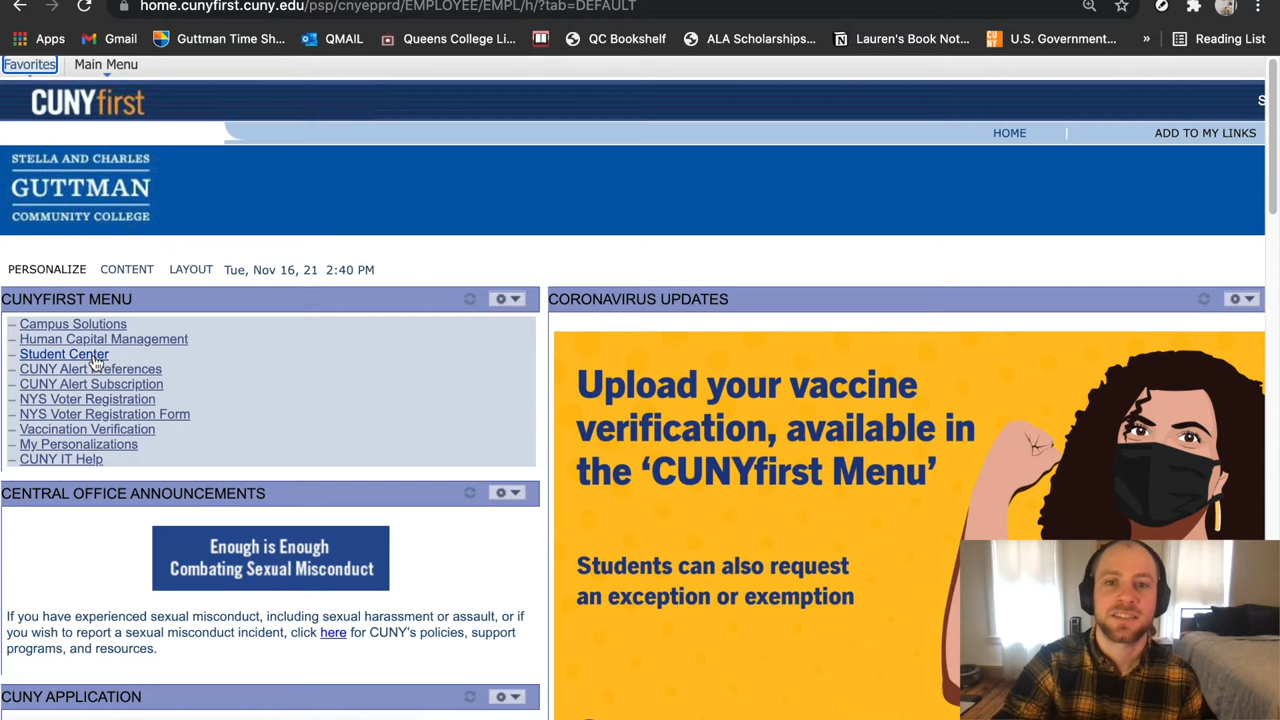 home.cunyfirst.cuny.edu/psp/cnyepprd/EMPLOYEE/EMPL/h/?tab=DEFAULT
Apps
Gmail
Guttman Time Sh...
QMAIL
Queens College Li...
QC Bookshelf
ALA Scholarships...
Lauren's Book Not...
CUNY
U.S. Government...
»
Reading List
Favorites
Main Menu
CUNYfirst
S
HOME
ADD TO MY LINKS
STELLA AND CHARLES
GUTTMAN
COMMUNITY COLLEGE
PERSONALIZE CONTENT LAYOUT Tue, Nov 16, 21 2:40 PM
CUNYFIRST MENU
Campus Solutions
Human Capital Management
Student Center
CUNY Alert Preferences
CUNY Alert Subscription
NYS Voter Registration
NYS Voter Registration Form
Vaccination Verification
My Personalizations
CUNY IT Help
CENTRAL OFFICE ANNOUNCEMENTS
Enough is Enough
Combating Sexual Misconduct
If you have experienced sexual misconduct, including sexual harassment or assault, or if
you wish to report a sexual misconduct incident, click here for CUNY's policies, support
programs, and resources.
CUNY APPLICATION
CORONAVIRUS UPDATES
Upload your vaccine
verification, available in
the 'CUNYfirst Menu'
Students can also request
an exception or exemption